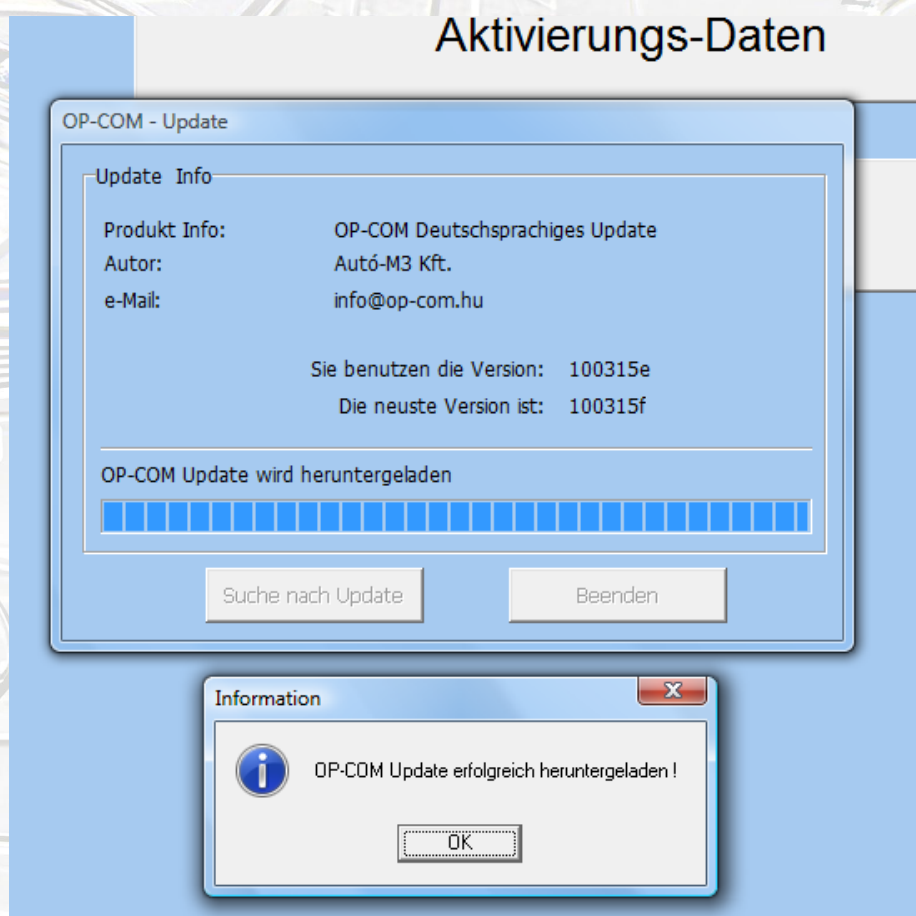 Aktivierungs-Daten
OP-COM - Update
Update Info
Produkt Info: OP-COM Deutschsprachiges Update
Autor: Autó-M3 Kft.
e-Mail: info@op-com.hu
Sie benutzen die Version: 100315e
Die neuste Version ist: 100315f
OP-COM Update wird heruntergeladen
Suche nach Update Beenden
Information
OP-COM Update erfolgreich heruntergeladen !
OK